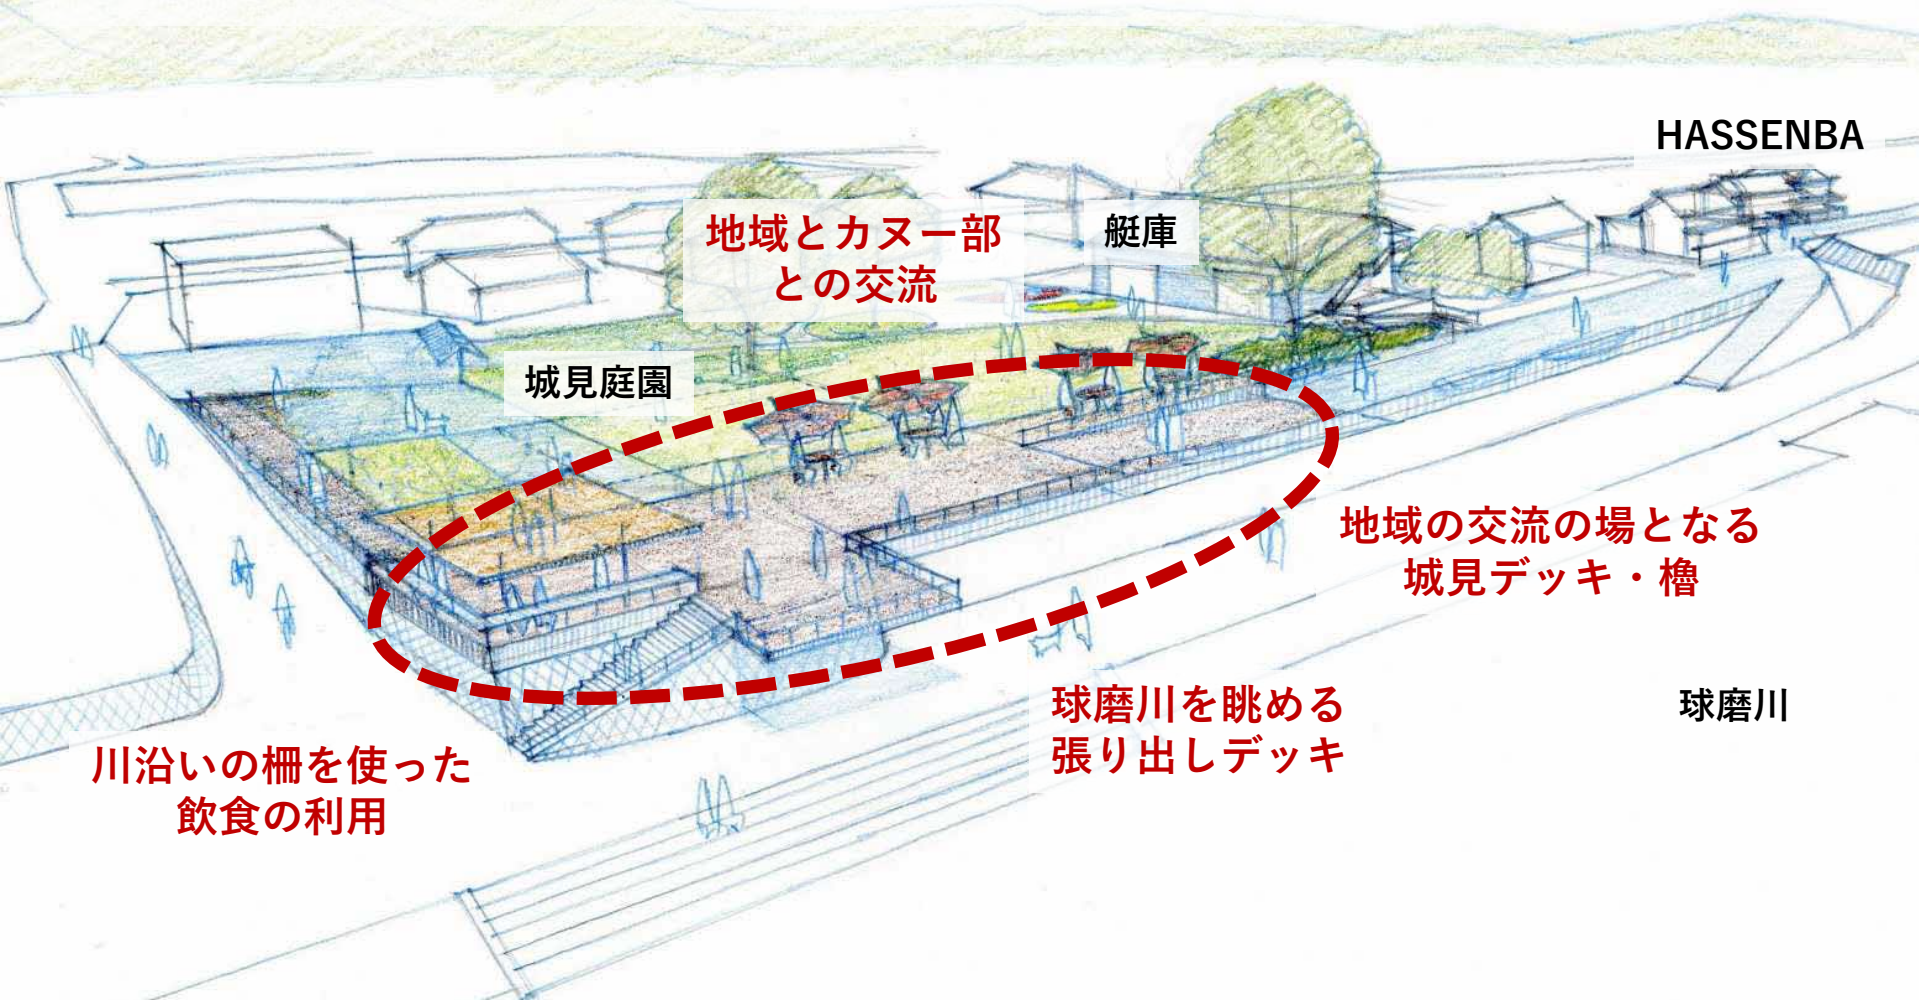 HASSENBA
地域とカヌー部
との交流
艇庫
城見庭園
地域の交流の場となる
城見デッキ・櫓
球磨川を眺める
張り出しデッキ
球磨川
川沿いの柵を使った
飲食の利用